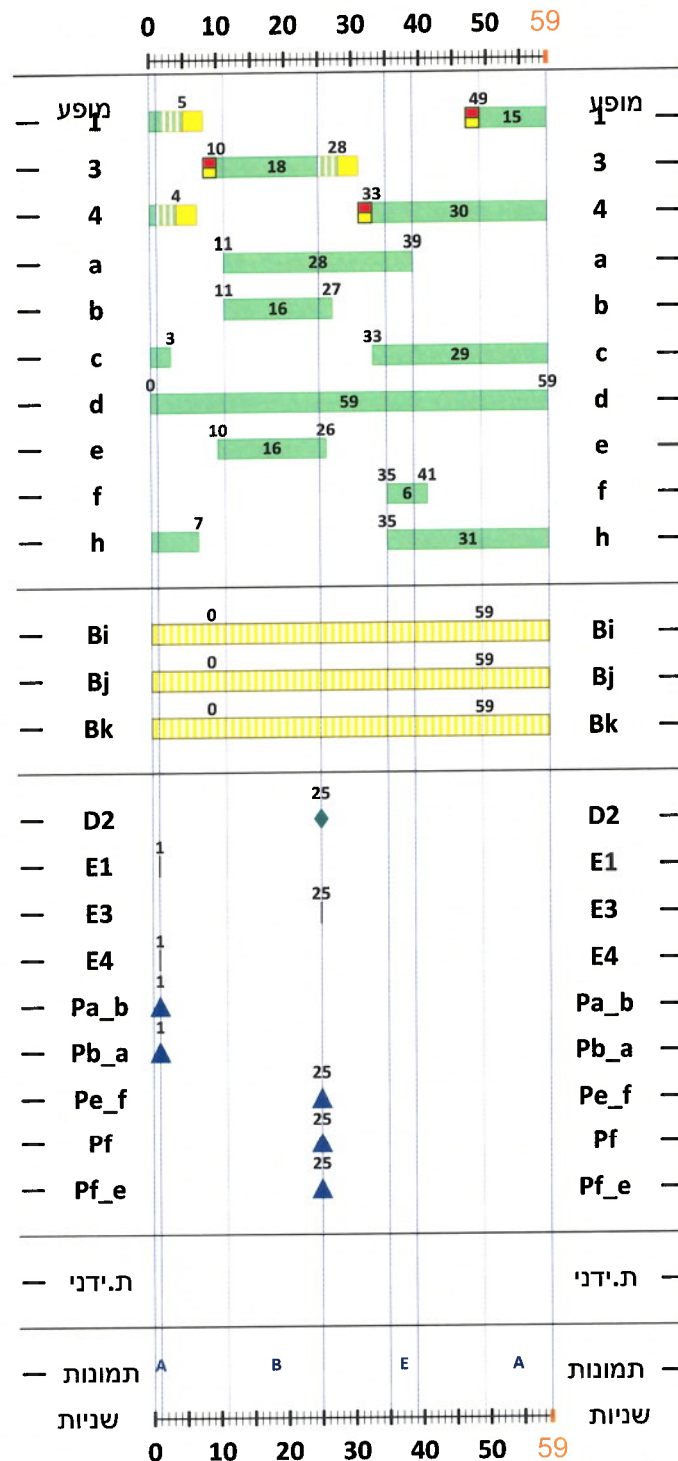 0 10 20 30 40 50 59
מופע מופע
5 49
1 15 1
10 28
3 18 3
4 33
4 30 4
11 39
a 28 a
11 27
b 16 b
3 33
c 29 c
0 59
d 59 d
10 26
e 16 e
35 41
f 6 f
7 35
h 31 h
0 59
Bi Bi
0 59
Bj Bj
0 59
Bk Bk
25
D2 D2
1
E1 E1
25
E3 E3
1
E4 E4
1
Pa_b Pa_b
1
Pb_a Pb_a
25
Pe_f Pe_f
25
Pf Pf
25
Pf_e Pf_e
ת.ידני ת.ידני
תמונות A B E A תמונות
שניות שניות
0 10 20 30 40 50 59